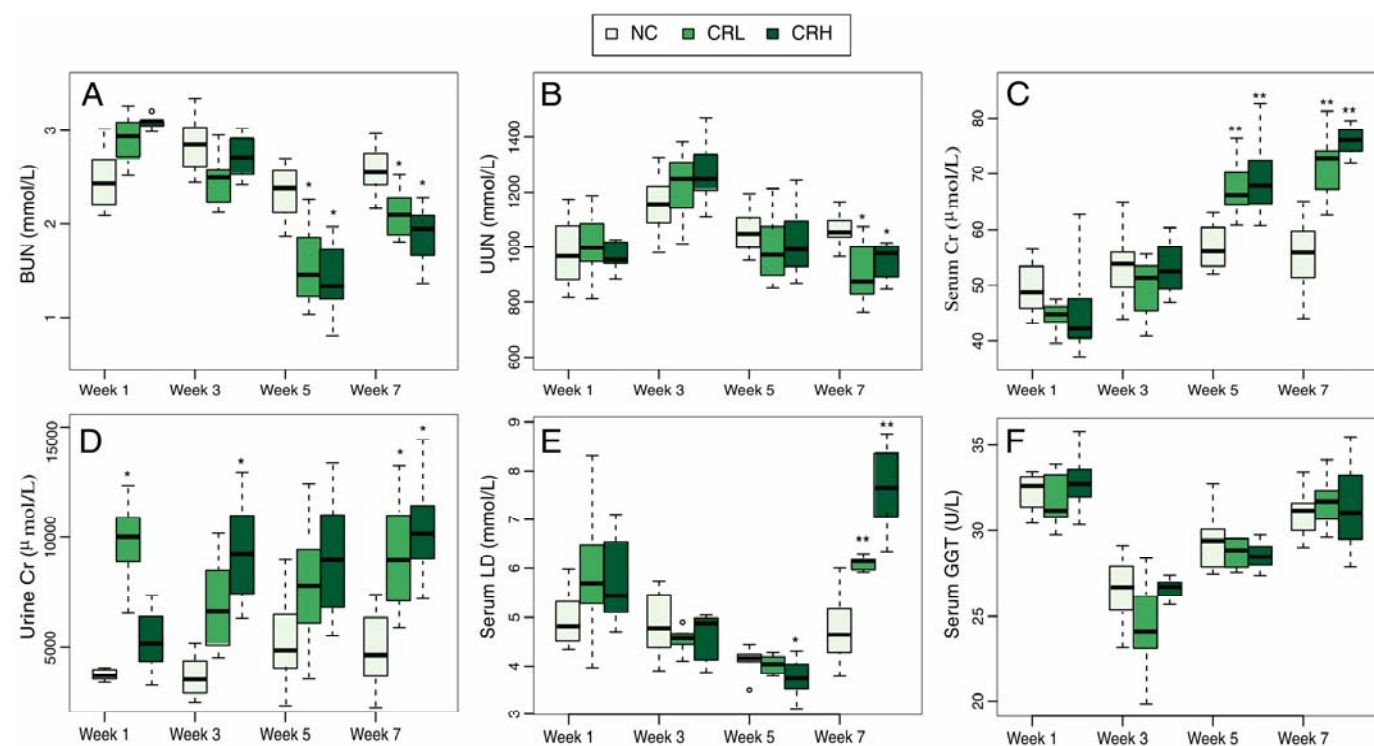 NC CRL CRH
A
BUN (mmol/L)
3
2
1
Week 1 Week 3 Week 5 Week 7
* * * *
B
UUN (mmol/L)
1400
1200
1000
800
600
Week 1 Week 3 Week 5 Week 7
* *
C
Serum Cr (μmol/L)
80
70
60
50
40
Week 1 Week 3 Week 5 Week 7
** ** ** **
D
Urine Cr (μmol/L)
15000
10000
5000
Week 1 Week 3 Week 5 Week 7
* * * *
E
Serum LD (mmol/L)
9
8
7
6
5
4
3
Week 1 Week 3 Week 5 Week 7
* ** **
F
Serum GGT (U/L)
35
30
25
20
Week 1 Week 3 Week 5 Week 7